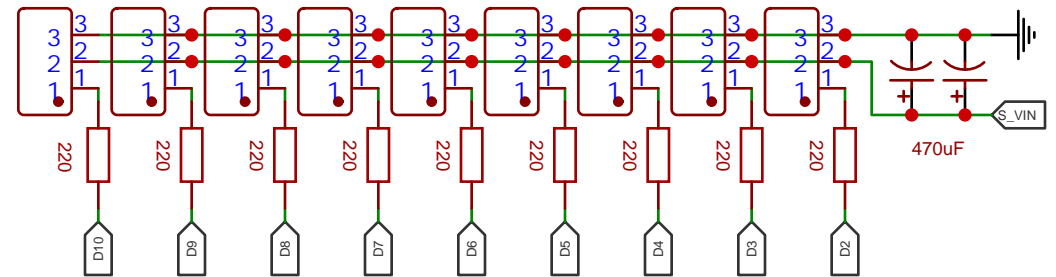 3 3 3 3 3 3 3 3 3
3 3 3 3 3 3 3 3 3
2 2 2 2 2 2 2 2 2
2 2 2 2 2 2 2 2 2
1 1 1 1 1 1 1 1 1
1 1 1 1 1 1 1 1 1
+ +
S_VIN
470uF
220 220 220 220 220 220 220 220 220
D10 D9 D8 D7 D6 D5 D4 D3 D2